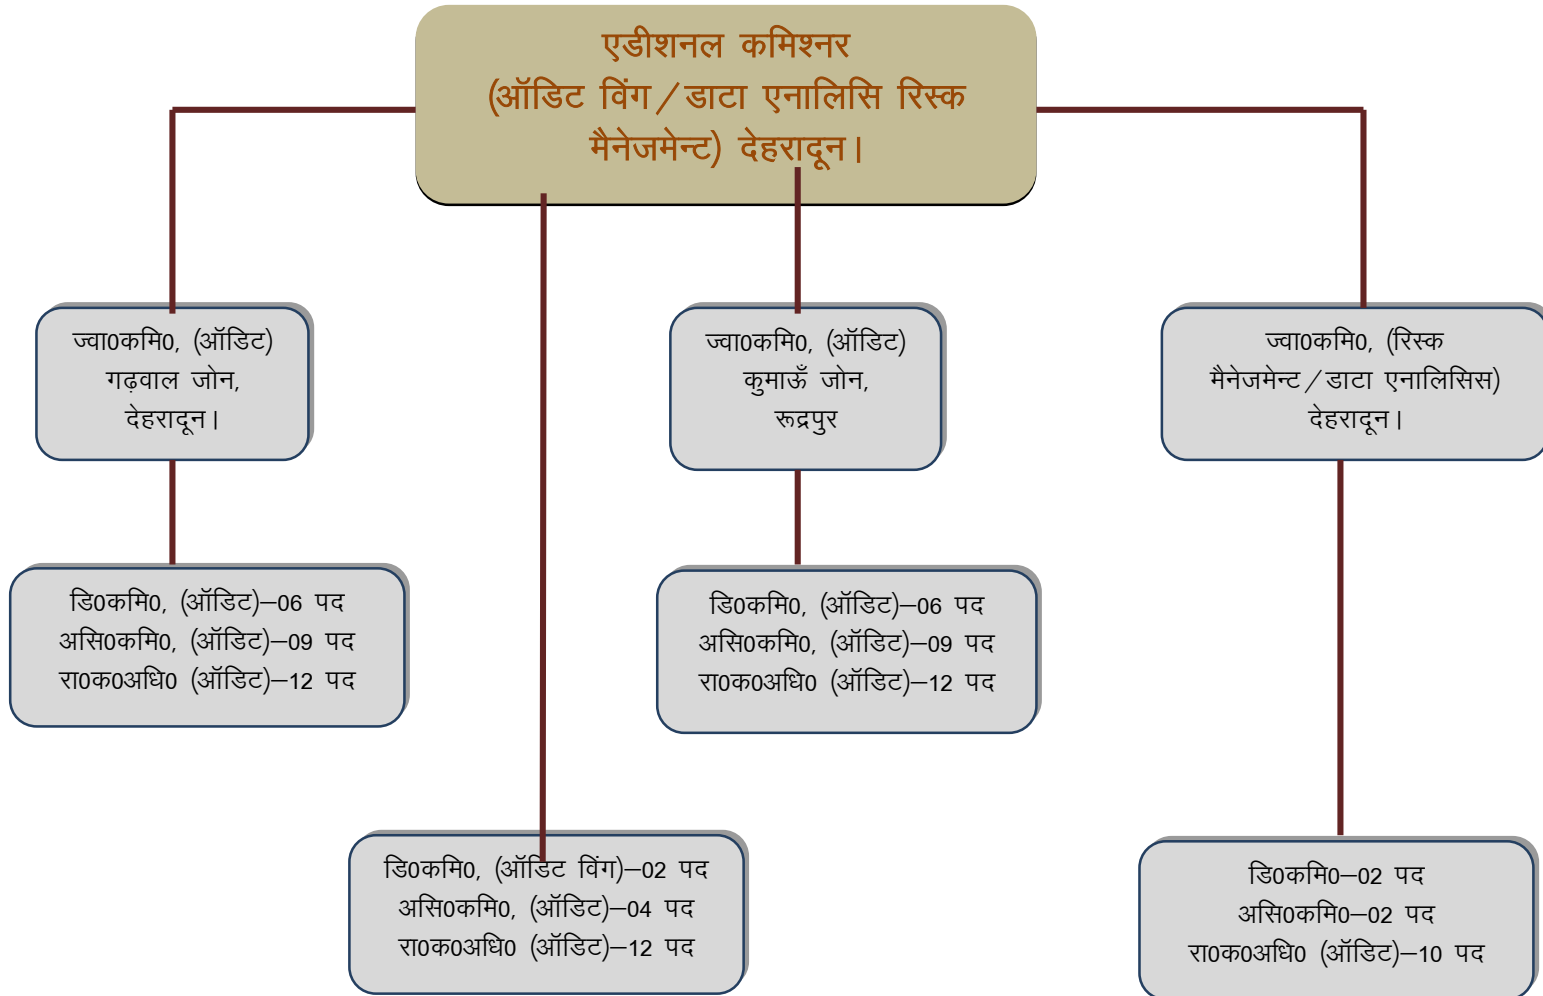 एडीशनल कमिश्नर
(ऑडिट विंग/डाटा एनालिसि रिस्क
मैनेजमेन्ट) देहरादून।
ज्वा0कमि0, (ऑडिट)
गढ़वाल जोन,
देहरादून।
ज्वा0कमि0, (ऑडिट)
कुमाऊँ जोन,
रूद्रपुर
ज्वा0कमि0, (रिस्क
मैनेजमेन्ट/डाटा एनालिसिस)
देहरादून।
डि0कमि0, (ऑडिट)–06 पद
असि0कमि0, (ऑडिट)–09 पद
रा0क0अधि0 (ऑडिट)–12 पद
डि0कमि0, (ऑडिट)–06 पद
असि0कमि0, (ऑडिट)–09 पद
रा0क0अधि0 (ऑडिट)–12 पद
डि0कमि0, (ऑडिट विंग)–02 पद
असि0कमि0, (ऑडिट)–04 पद
रा0क0अधि0 (ऑडिट)–12 पद
डि0कमि0–02 पद
असि0कमि0–02 पद
रा0क0अधि0 (ऑडिट)–10 पद